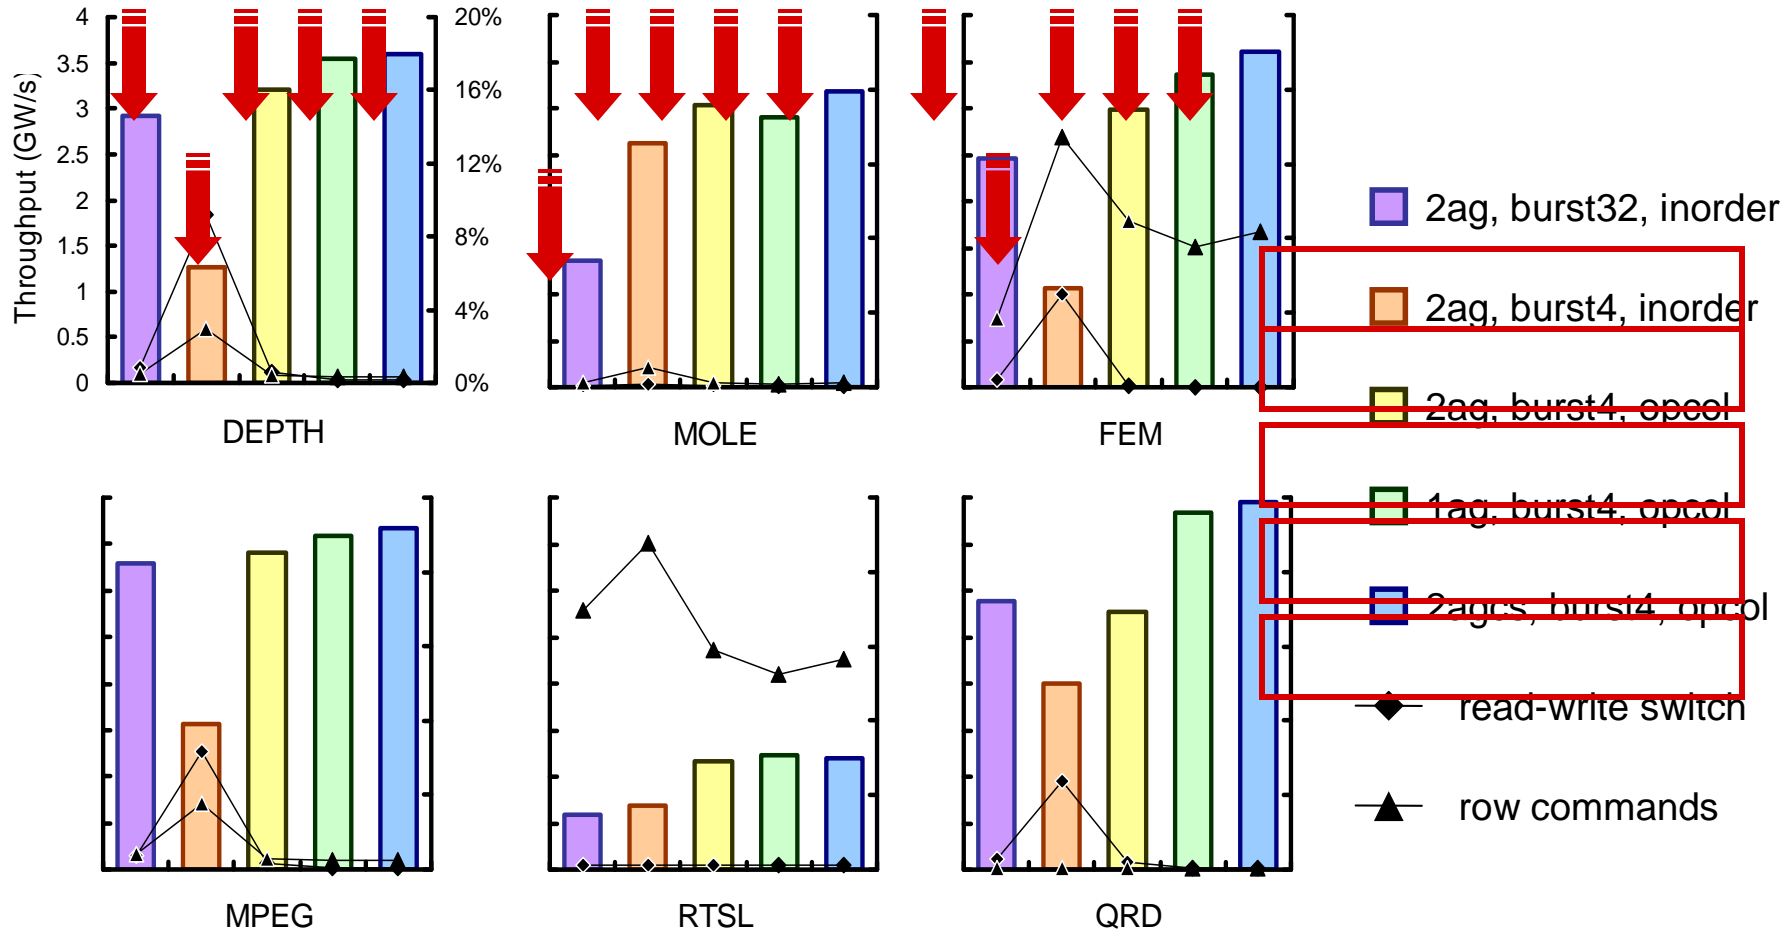 4
3.5
3
2.5
2
1.5
1
0.5
0
Throughput (GW/s)
20%
16%
12%
8%
4%
0%
DEPTH
MOLE
FEM
MPEG
RTSL
QRD
2ag, burst32, inorder
2ag, burst4, inorder
2ag, burst4, opcol
1ag, burst4, opcol
2agcs, burst4, opcol
read-write switch
row commands